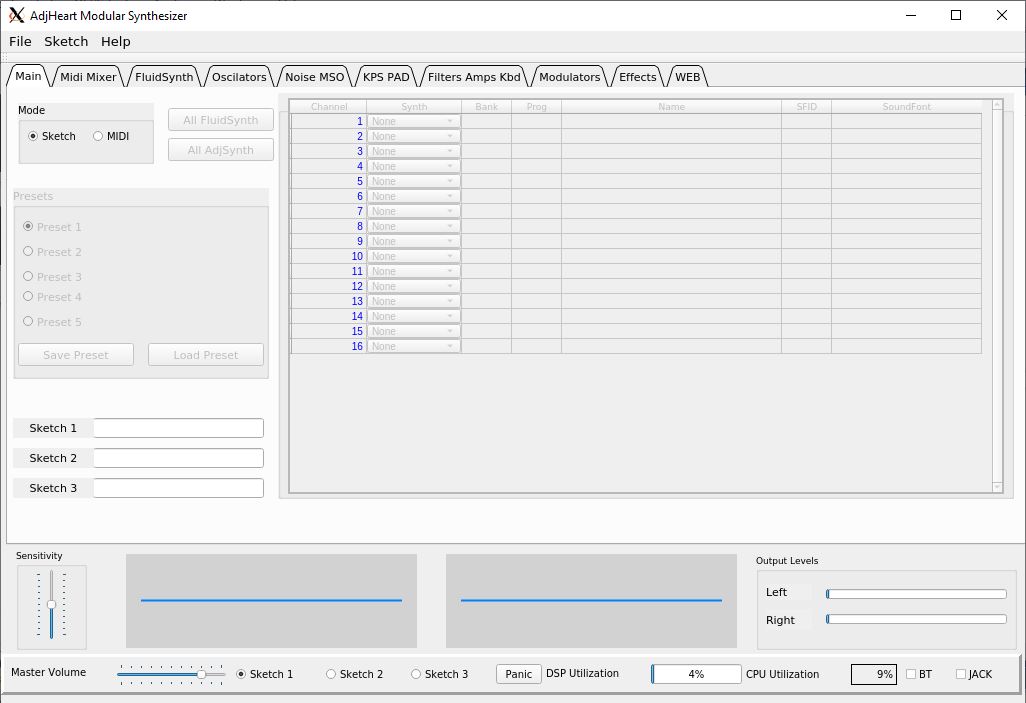 AdjHeart Modular Synthesizer
File Sketch Help
Main Midi Mixer FluidSynth Oscilators Noise MSO KPS PAD Filters Amps Kbd Modulators Effects WEB
Mode
Sketch MIDI
All FluidSynth
All AdjSynth
Presets
Preset 1
Preset 2
Preset 3
Preset 4
Preset 5
Save Preset Load Preset
Sketch 1
Sketch 2
Sketch 3
Channel Synth Bank Prog Name SFID SoundFont
1 None
2 None
3 None
4 None
5 None
6 None
7 None
8 None
9 None
10 None
11 None
12 None
13 None
14 None
15 None
16 None
Sensitivity
Output Levels
Left
Right
Master Volume Sketch 1 Sketch 2 Sketch 3 Panic DSP Utilization 4% CPU Utilization 9% BT JACK